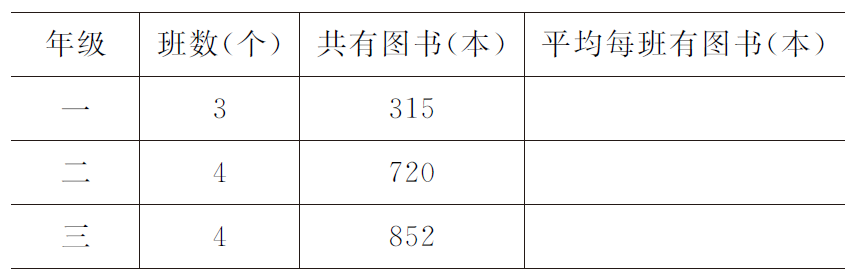 年级 班数(个) 共有图书(本) 平均每班有图书(本)
一 3 315
二 4 720
三 4 852